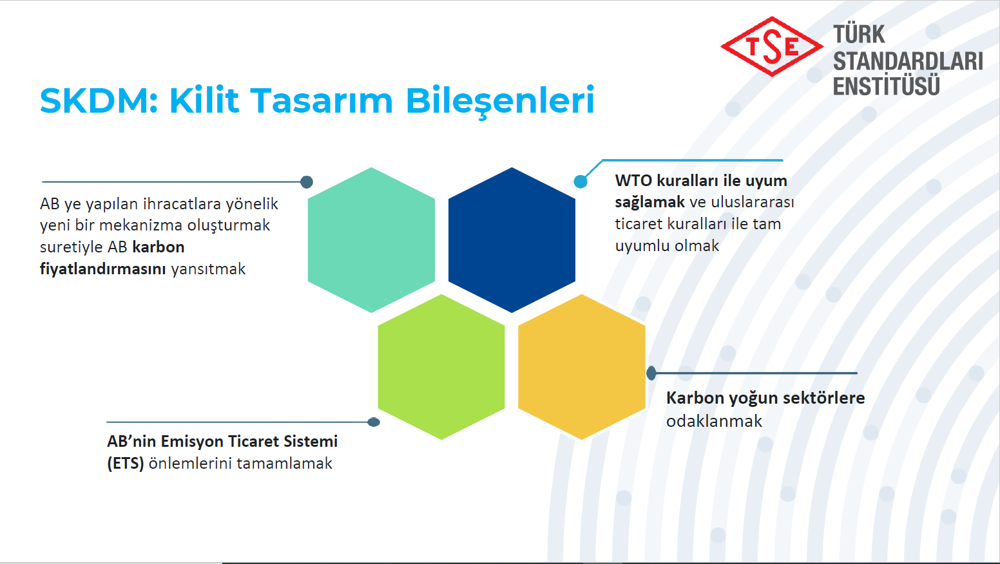 TSE
TÜRK
STANDARDLARI
ENSTİTÜSÜ
SKDM: Kilit Tasarım Bileşenleri
AB ye yapılan ihracatlara yönelik
yeni bir mekanizma oluşturmak
suretiyle AB karbon
fiyatlandırmasını yansıtmak
WTO kuralları ile uyum
sağlamak ve uluslararası
ticaret kuralları ile tam
uyumlu olmak
AB’nin Emisyon Ticaret Sistemi
(ETS) önlemlerini tamamlamak
Karbon yoğun sektörlere
odaklanmak